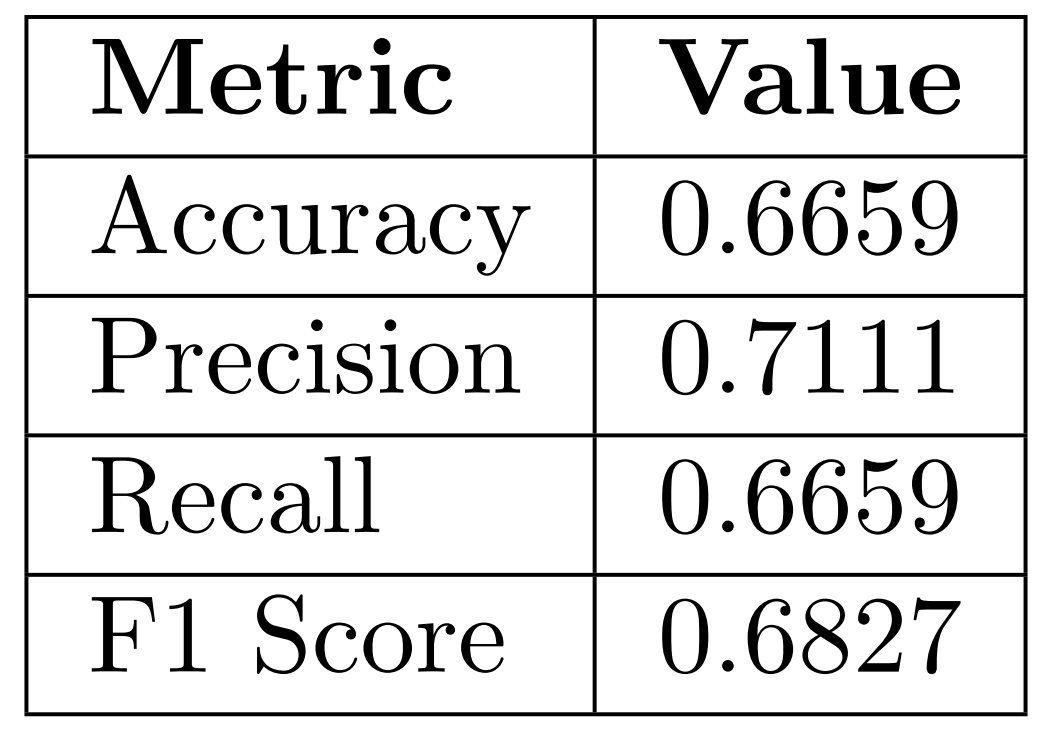 Metric Value
Accuracy 0.6659
Precision 0.7111
Recall 0.6659
F1 Score 0.6827